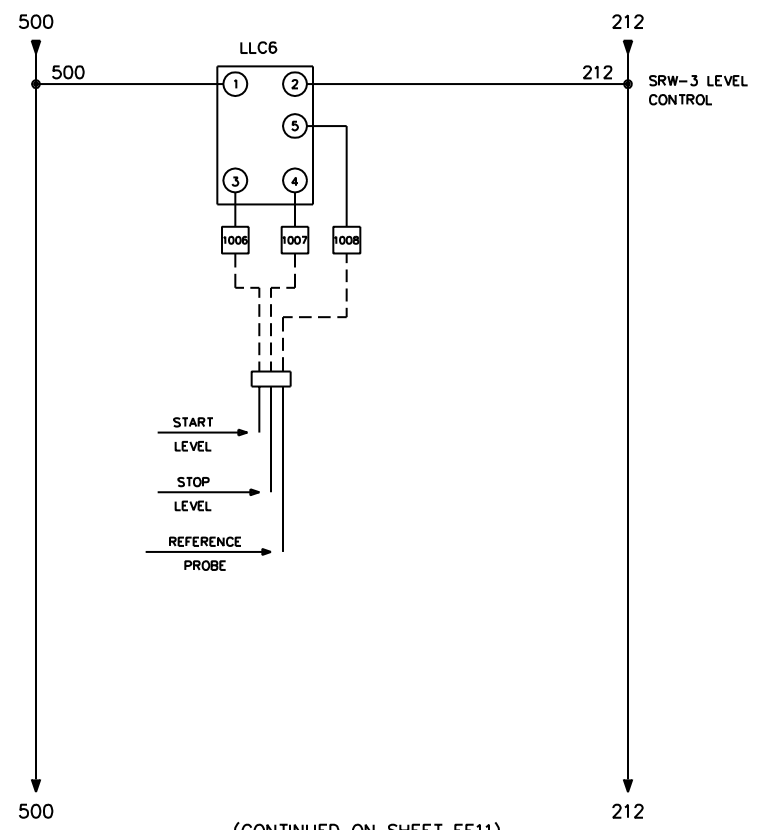 500
212
LLC6
500
1
2
212
SRW-3 LEVEL
CONTROL
5
3
4
1006
1007
1008
START
LEVEL
STOP
LEVEL
REFERENCE
PROBE
500
212
(CONTINUED ON SHEET EE11)